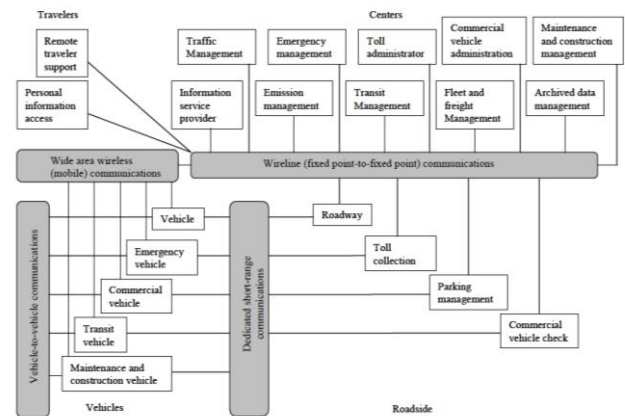 Travelers
Centers
Remote
traveler
support
Traffic
Management
Emergency
management
Toll
administrator
Commercial
vehicle
administration
Maintenance
and construction
management
Personal
information
access
Information
service
provider
Emission
management
Transit
Management
Fleet and
freight
Management
Archived data
management
Wide area wireless
(mobile) communications
Wireline (fixed point-to-fixed point) communications
Vehicle-to-vehicle communications
Vehicle
Emergency
vehicle
Commercial
vehicle
Transit
vehicle
Maintenance and
construction vehicle
Dedicated short-range
communications
Roadway
Toll
collection
Parking
management
Commercial
vehicle check
Vehicles
Roadside